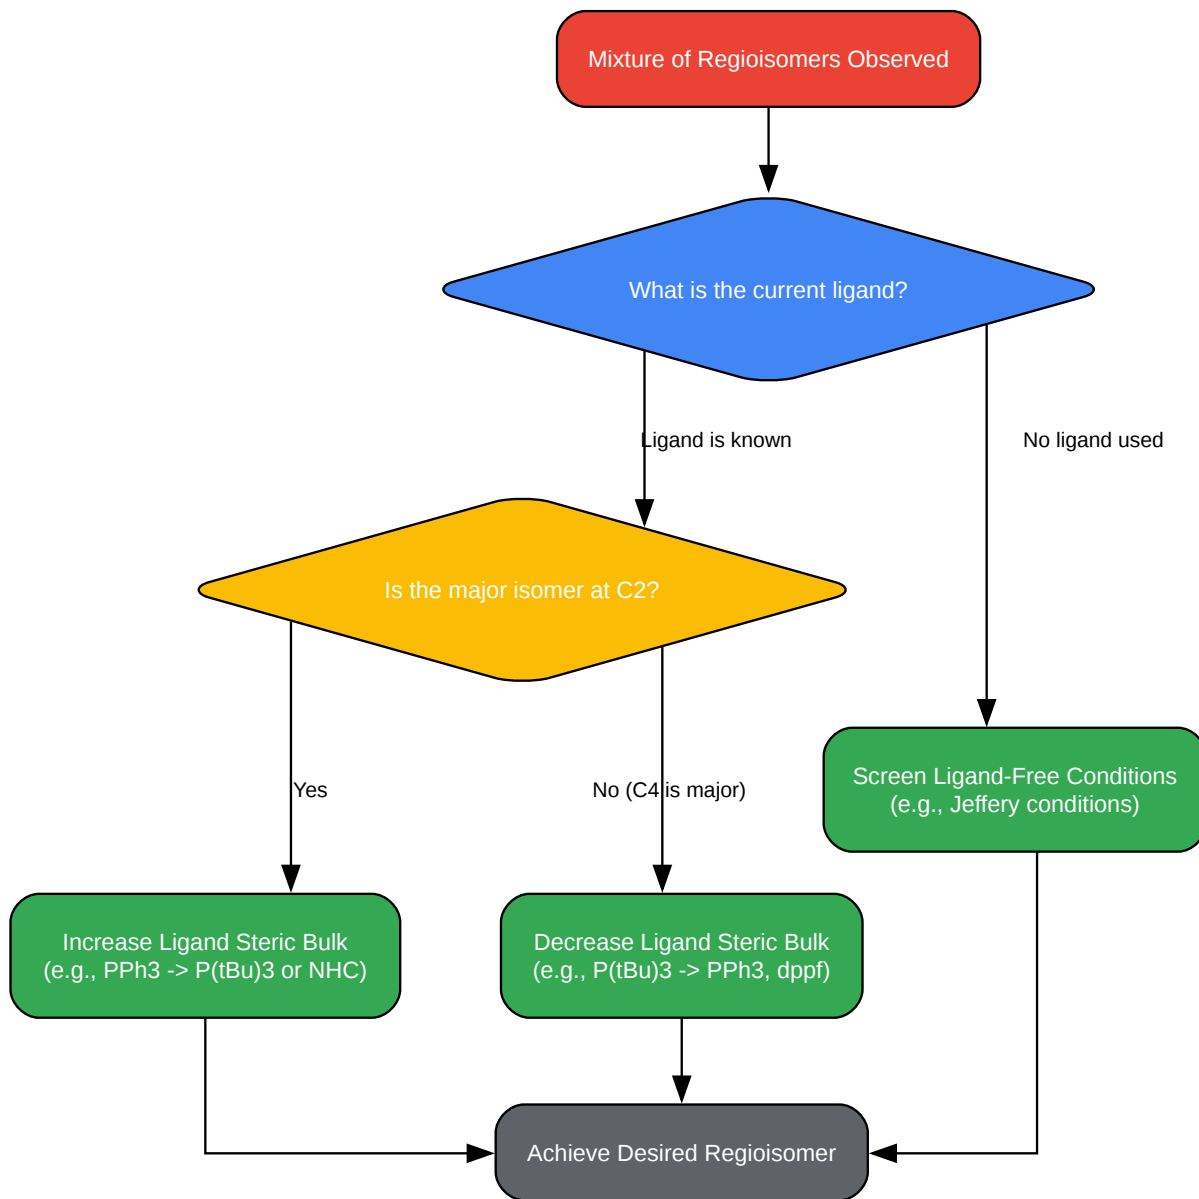 Mixture of Regioisomers Observed
What is the current ligand?
Ligand is known
No ligand used
Is the major isomer at C2?
Yes
No (C4 is major)
Screen Ligand-Free Conditions
(e.g., Jeffery conditions)
Increase Ligand Steric Bulk
(e.g., PPh3 -> P(tBu)3 or NHC)
Decrease Ligand Steric Bulk
(e.g., P(tBu)3 -> PPh3, dppf)
Achieve Desired Regioisomer